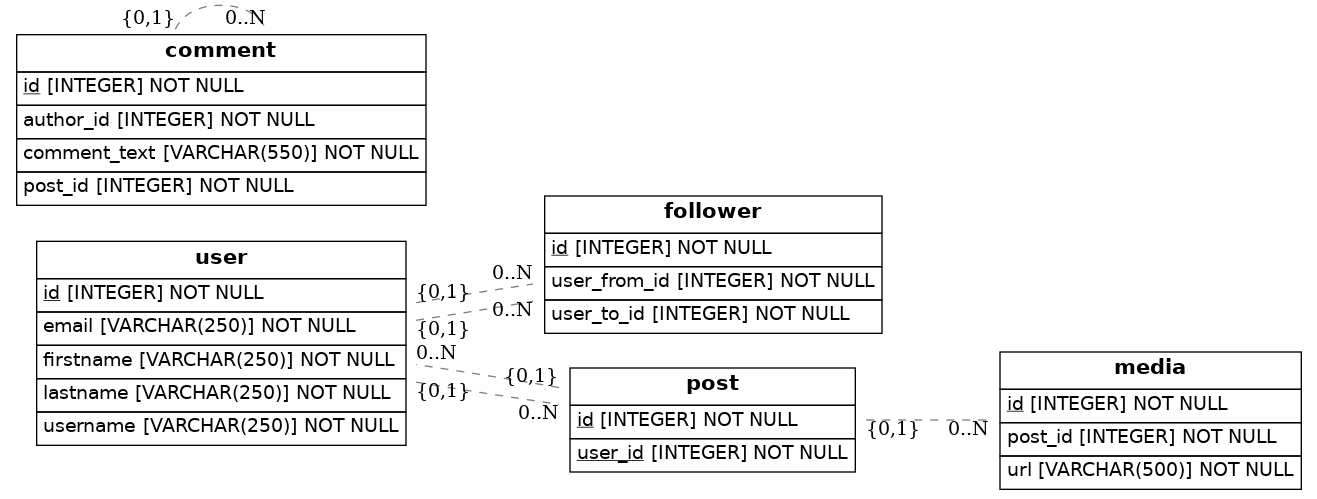 {0,1} 0..N
comment
id [INTEGER] NOT NULL
author_id [INTEGER] NOT NULL
comment_text [VARCHAR(550)] NOT NULL
post_id [INTEGER] NOT NULL
user
id [INTEGER] NOT NULL
email [VARCHAR(250)] NOT NULL
firstname [VARCHAR(250)] NOT NULL
lastname [VARCHAR(250)] NOT NULL
username [VARCHAR(250)] NOT NULL
{0,1} 0..N
{0,1} 0..N
0..N {0,1}
{0,1} 0..N
follower
id [INTEGER] NOT NULL
user_from_id [INTEGER] NOT NULL
user_to_id [INTEGER] NOT NULL
post
id [INTEGER] NOT NULL
user_id [INTEGER] NOT NULL
{0,1} 0..N
media
id [INTEGER] NOT NULL
post_id [INTEGER] NOT NULL
url [VARCHAR(500)] NOT NULL